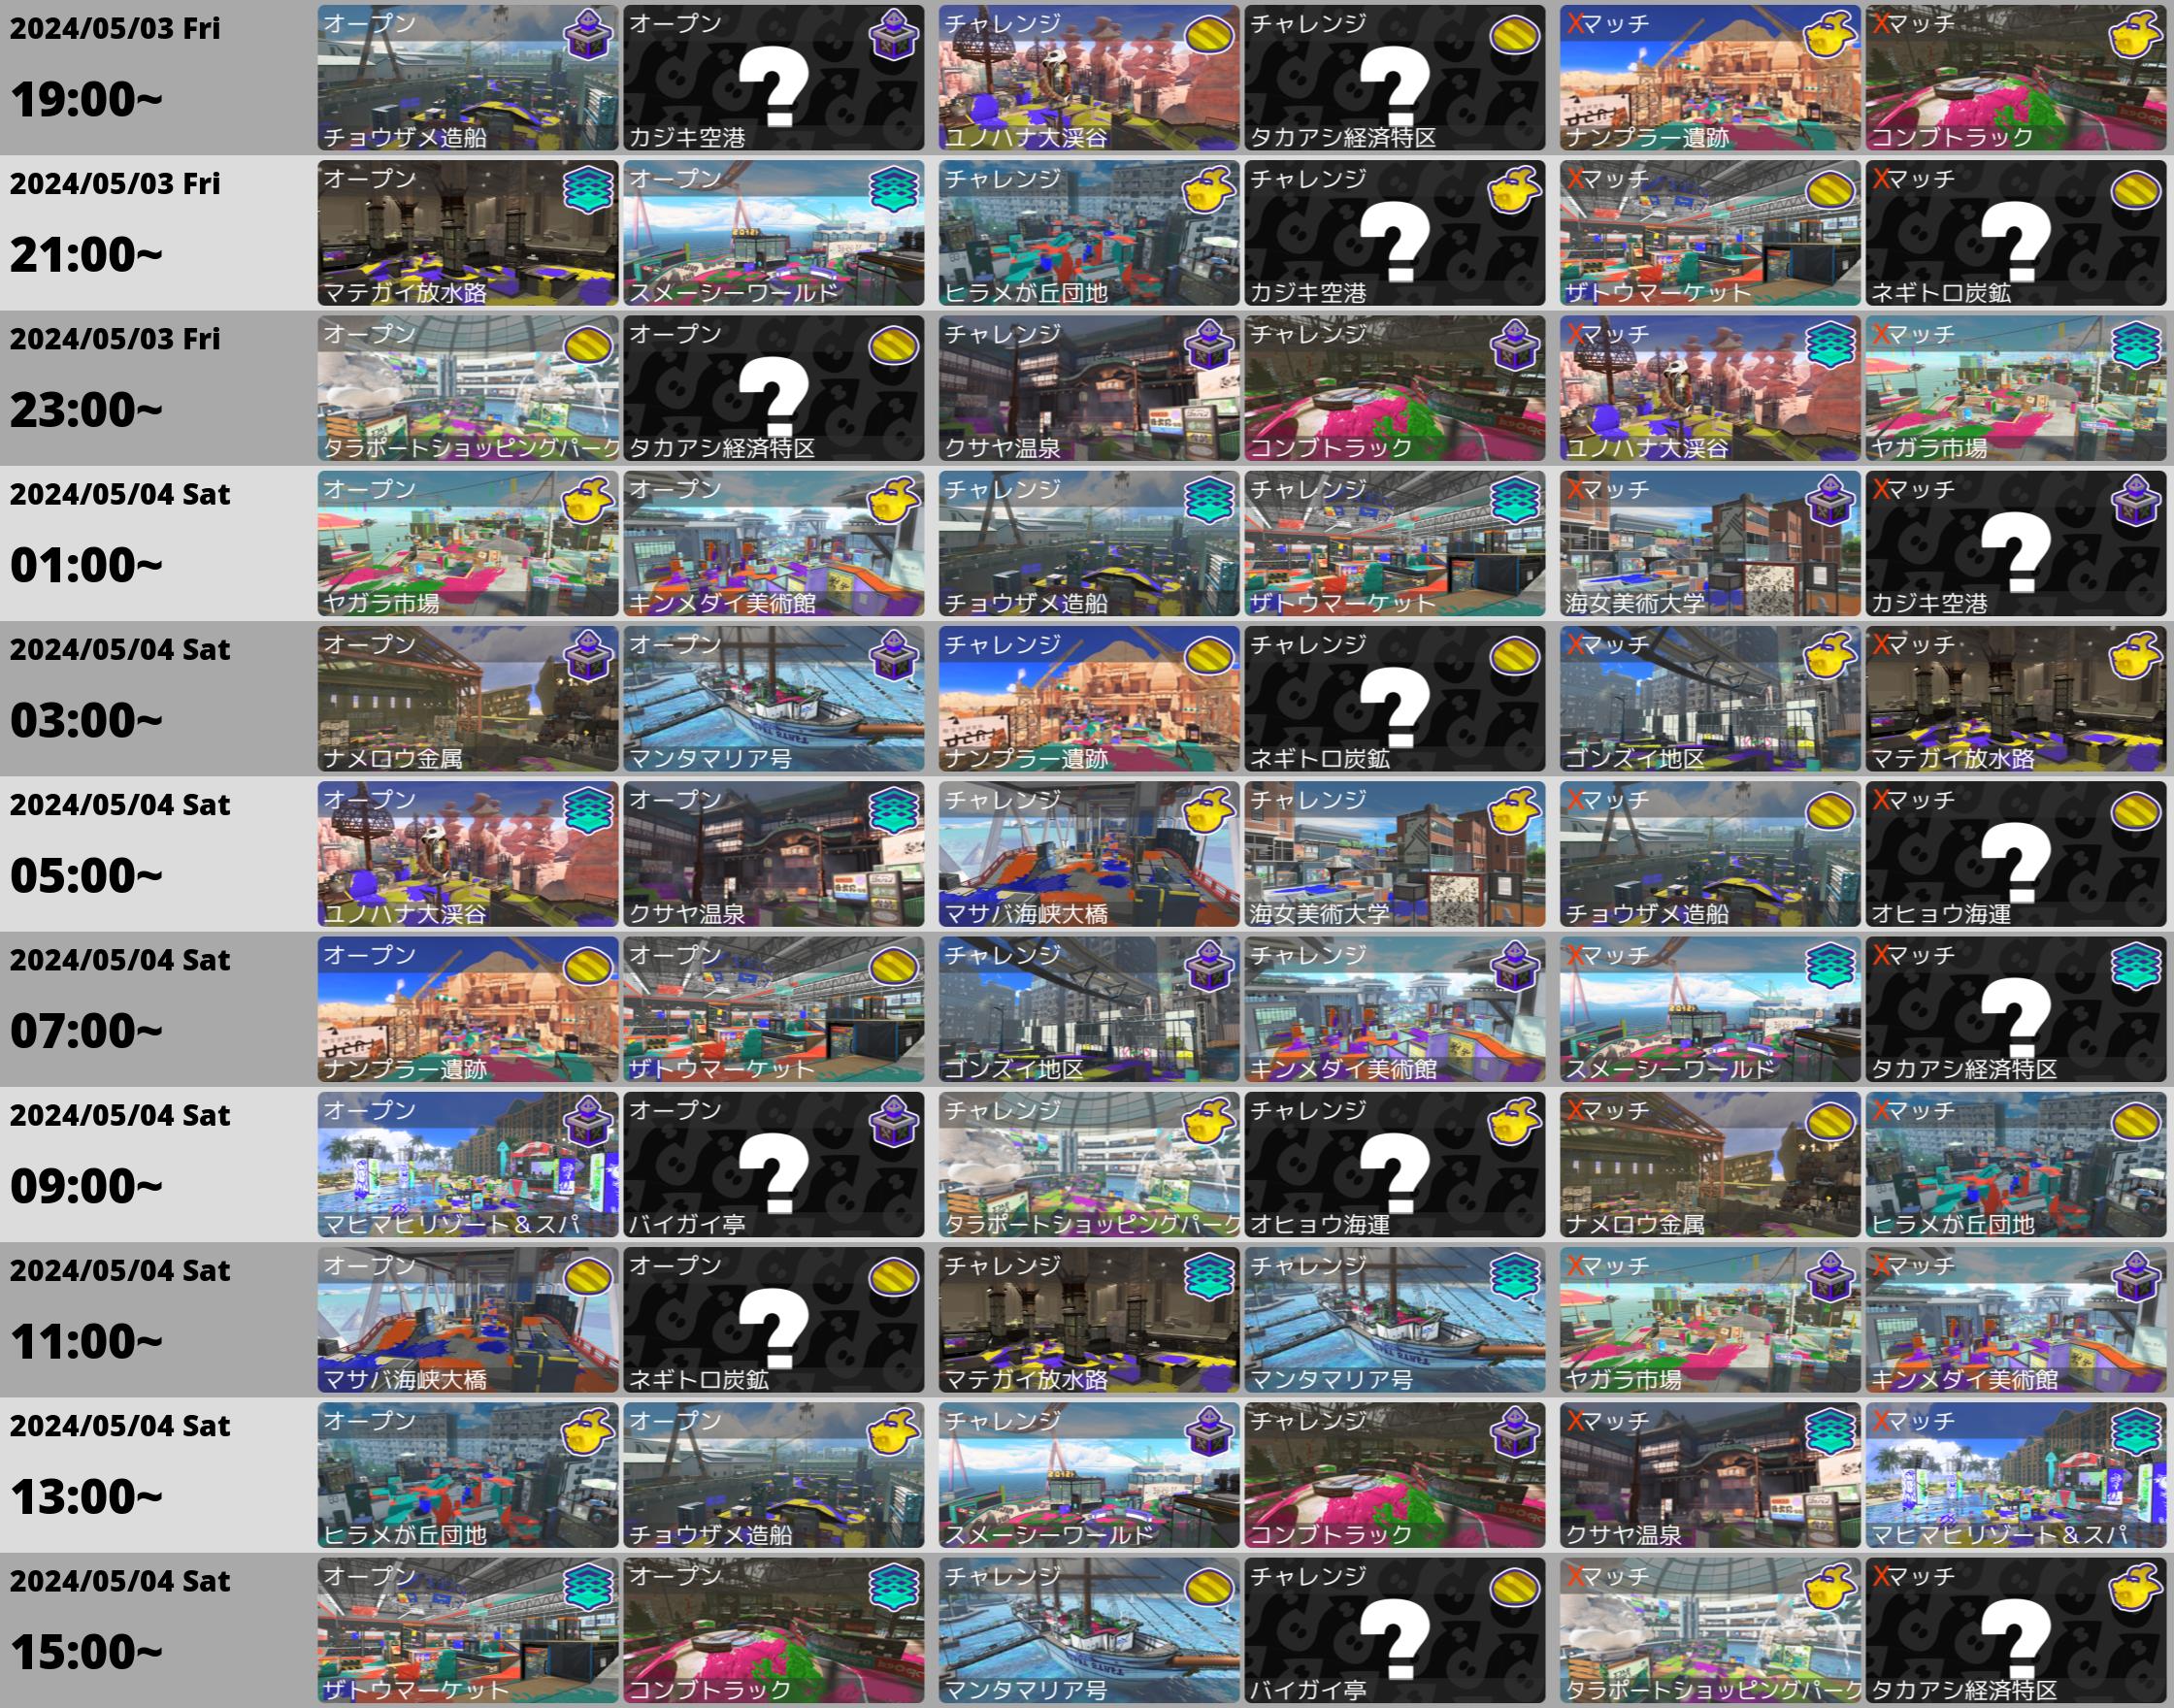 2024/05/03 Fri
19:00~
オープン
チョウザメ造船
オープン
カジキ空港
チャレンジ
ユノハナ大渓谷
チャレンジ
タカアシ経済特区
Xマッチ
ナンプラー遺跡
Xマッチ
コンブトラック
2024/05/03 Fri
21:00~
オープン
マテガイ放水路
オープン
スメーシーワールド
チャレンジ
ヒラメが丘団地
チャレンジ
カジキ空港
Xマッチ
ザトウマーケット
Xマッチ
ネギトロ炭鉱
2024/05/03 Fri
23:00~
オープン
タラポートショッピングパーク
オープン
タカアシ経済特区
チャレンジ
クサヤ温泉
チャレンジ
コンブトラック
Xマッチ
ユノハナ大渓谷
Xマッチ
ヤガラ市場
2024/05/04 Sat
01:00~
オープン
ヤガラ市場
オープン
キンメダイ美術館
チャレンジ
チョウザメ造船
チャレンジ
ザトウマーケット
Xマッチ
海女美術大学
Xマッチ
カジキ空港
2024/05/04 Sat
03:00~
オープン
ナメロウ金属
オープン
マンタマリア号
チャレンジ
ナンプラー遺跡
チャレンジ
ネギトロ炭鉱
Xマッチ
ゴンズイ地区
Xマッチ
マテガイ放水路
2024/05/04 Sat
05:00~
オープン
ユノハナ大渓谷
オープン
クサヤ温泉
チャレンジ
マサバ海峡大橋
チャレンジ
海女美術大学
Xマッチ
チョウザメ造船
Xマッチ
オヒョウ海運
2024/05/04 Sat
07:00~
オープン
ナンプラー遺跡
オープン
ザトウマーケット
チャレンジ
ゴンズイ地区
チャレンジ
キンメダイ美術館
Xマッチ
スメーシーワールド
Xマッチ
タカアシ経済特区
2024/05/04 Sat
09:00~
オープン
マヒマヒリゾート＆スパ
オープン
バイガイ亭
チャレンジ
タラポートショッピングパーク
チャレンジ
オヒョウ海運
Xマッチ
ナメロウ金属
Xマッチ
ヒラメが丘団地
2024/05/04 Sat
11:00~
オープン
マサバ海峡大橋
オープン
ネギトロ炭鉱
チャレンジ
マテガイ放水路
チャレンジ
マンタマリア号
Xマッチ
ヤガラ市場
Xマッチ
キンメダイ美術館
2024/05/04 Sat
13:00~
オープン
ヒラメが丘団地
オープン
チョウザメ造船
チャレンジ
スメーシーワールド
チャレンジ
コンブトラック
Xマッチ
クサヤ温泉
Xマッチ
マヒマヒリゾート＆スパ
2024/05/04 Sat
15:00~
オープン
ザトウマーケット
オープン
コンブトラック
チャレンジ
マンタマリア号
チャレンジ
バイガイ亭
Xマッチ
タラポートショッピングパーク
Xマッチ
タカアシ経済特区